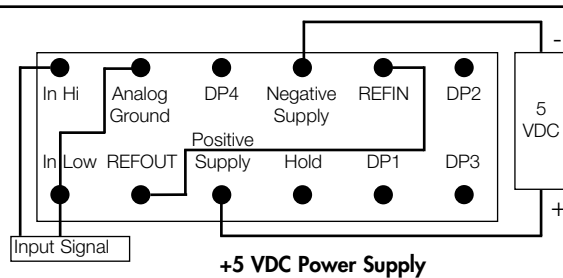 -
In Hi Analog Ground DP4 Negative Supply REFIN DP2
5 VDC
In Low REFOUT Positive Supply Hold DP1 DP3
+
Input Signal
+5 VDC Power Supply